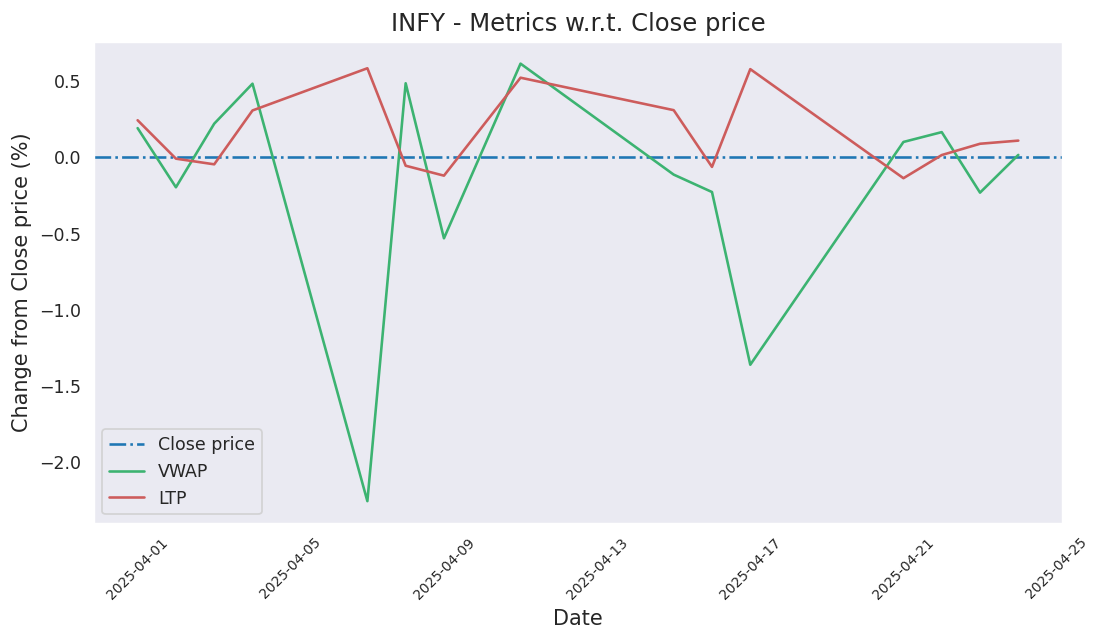 INFY - Metrics w.r.t. Close price
Change from Close price (%)
0.5
0.0
−0.5
−1.0
−1.5
−2.0
Close price
VWAP
LTP
2025-04-01
2025-04-05
2025-04-09
2025-04-13
2025-04-17
2025-04-21
2025-04-25
Date